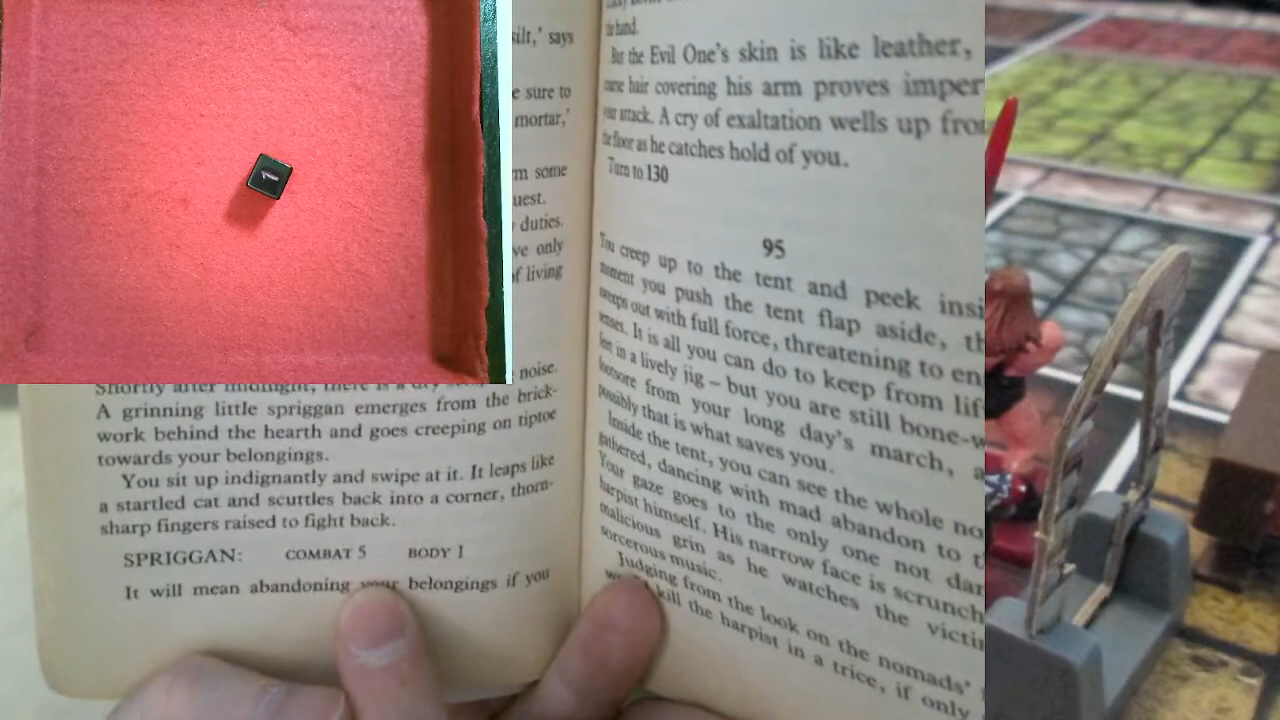 silt,' says
e sure to
mortar,'
m some
uest.
duties.
ve only
of living
noise.
A grinning little spriggan emerges from the brick-
work behind the hearth and goes creeping on tiptoe
towards your belongings.
You sit up indignantly and swipe at it. It leaps like
a startled cat and scuttles back into a corner, thorn-
sharp fingers raised to fight back.
SPRIGGAN: COMBAT 5 BODY 1
It will mean abandoning your belongings if you
the hand.
But the Evil One's skin is like leather,
coarse hair covering his arm proves imper
your attack. A cry of exaltation wells up from
the floor as he catches hold of you.
Turn to 130
95
You creep up to the tent and peek insi
moment you push the tent flap aside, th
sweeps out with full force, threatening to en
senses. It is all you can do to keep from lif
feet in a lively jig – but you are still bone-w
footsore from your long day's march, a
possibly that is what saves you.
Inside the tent, you can see the whole no
gathered, dancing with mad abandon to t
Your gaze goes to the only one not dan
harpist himself. His narrow face is scrunch
malicious grin as he watches the victi
sorcerous music.
Judging from the look on the nomads'
kill the harpist in a trice, if only